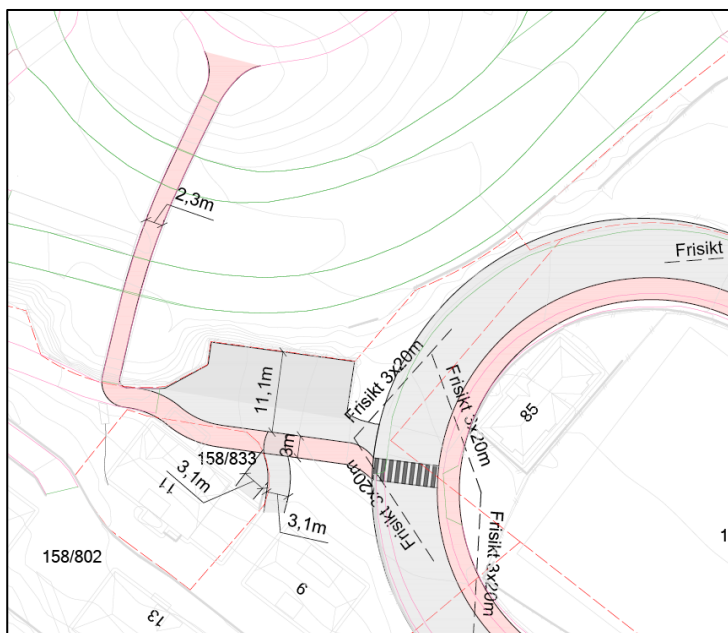 2,3m
Frisikt
Frisikt 3x20m
Frisikt 3x20m
85
11,1m
3m
158/833
3,1m
11
Frisikt 3x20m
3,1m
Frisikt 3x20m
158/802
9
13
1